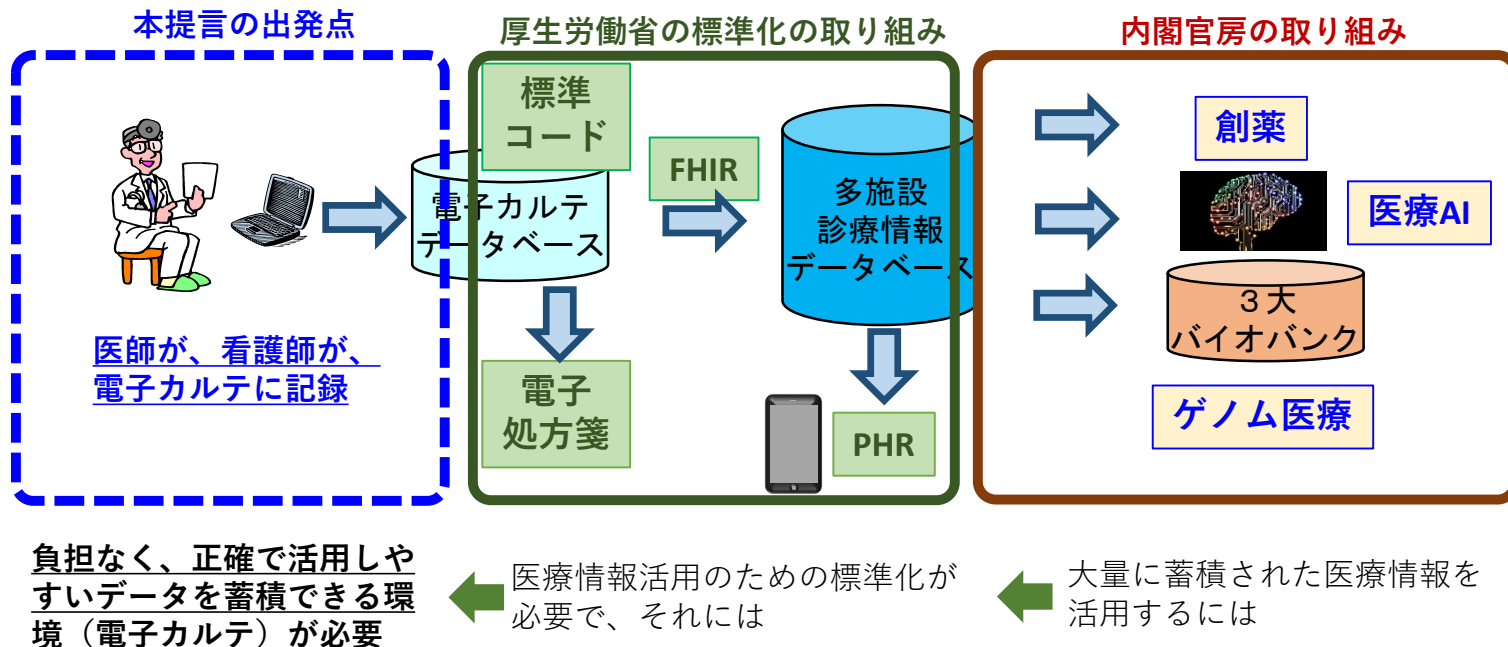 本提言の出発点
医師が、看護師が、
電子カルテに記録
厚生労働省の標準化の取り組み
標準
コード
電子カルテ
データベース
FHIR
多施設
診療情報
データベース
電子
処方箋
PHR
内閣官房の取り組み
創薬
医療AI
３大
バイオバンク
ゲノム医療
負担なく、正確で活用しや
すいデータを蓄積できる環
境（電子カルテ）が必要
医療情報活用のための標準化が
必要で、それには
大量に蓄積された医療情報を
活用するには